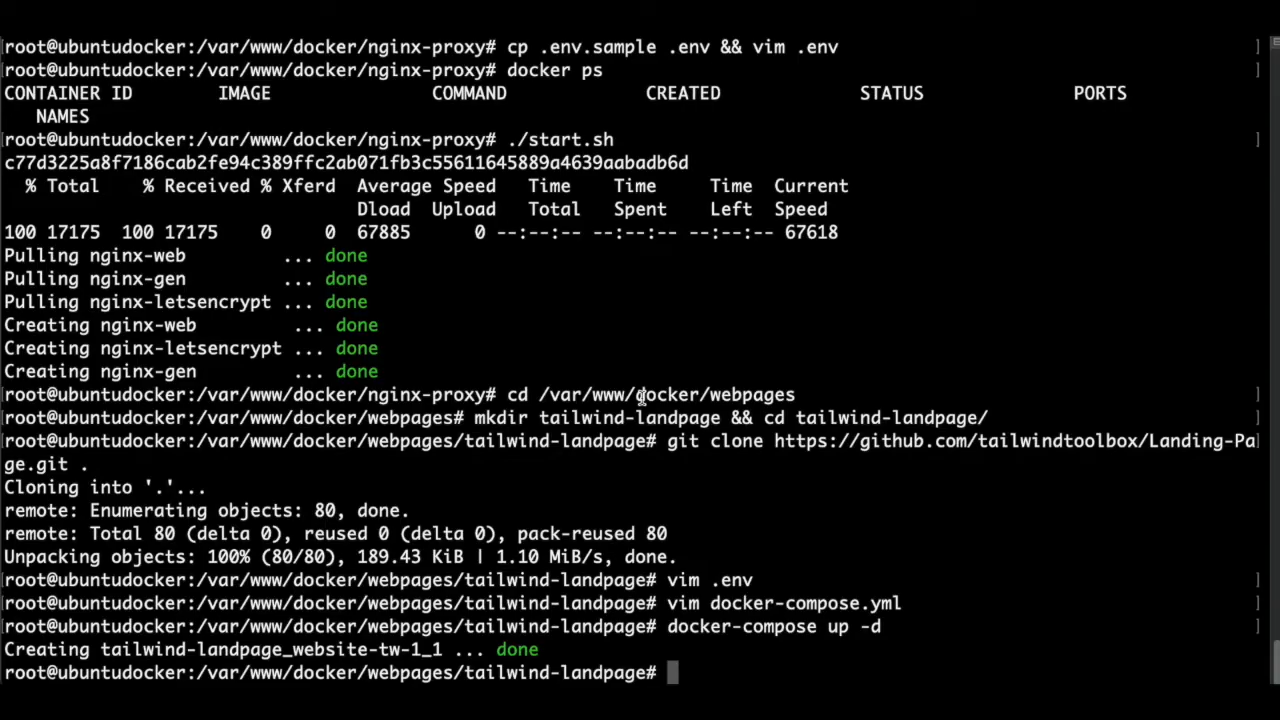 root@ubuntudocker:/var/www/docker/nginx-proxy# cp .env.sample .env && vim .env
root@ubuntudocker:/var/www/docker/nginx-proxy# docker ps
CONTAINER ID IMAGE COMMAND CREATED STATUS PORTS
NAMES
root@ubuntudocker:/var/www/docker/nginx-proxy# ./start.sh
c77d3225a8f7186cab2fe94c389ffc2ab071fb3c55611645889a4639aabadb6d
% Total % Received % Xferd Average Speed Time Time Time Current
Dload Upload Total Spent Left Speed
100 17175 100 17175 0 0 67885 0 --:--:-- --:--:-- --:--:-- 67618
Pulling nginx-web ... done
Pulling nginx-gen ... done
Pulling nginx-letsencrypt ... done
Creating nginx-web ... done
Creating nginx-letsencrypt ... done
Creating nginx-gen ... done
root@ubuntudocker:/var/www/docker/nginx-proxy# cd /var/www/docker/webpages
root@ubuntudocker:/var/www/docker/webpages# mkdir tailwind-landpage && cd tailwind-landpage/
root@ubuntudocker:/var/www/docker/webpages/tailwind-landpage# git clone https://github.com/tailwindtoolbox/Landing-Pa
ge.git .
Cloning into '.'...
remote: Enumerating objects: 80, done.
remote: Total 80 (delta 0), reused 0 (delta 0), pack-reused 80
Unpacking objects: 100% (80/80), 189.43 KiB | 1.10 MiB/s, done.
root@ubuntudocker:/var/www/docker/webpages/tailwind-landpage# vim .env
root@ubuntudocker:/var/www/docker/webpages/tailwind-landpage# vim docker-compose.yml
root@ubuntudocker:/var/www/docker/webpages/tailwind-landpage# docker-compose up -d
Creating tailwind-landpage_website-tw-1_1 ... done
root@ubuntudocker:/var/www/docker/webpages/tailwind-landpage#